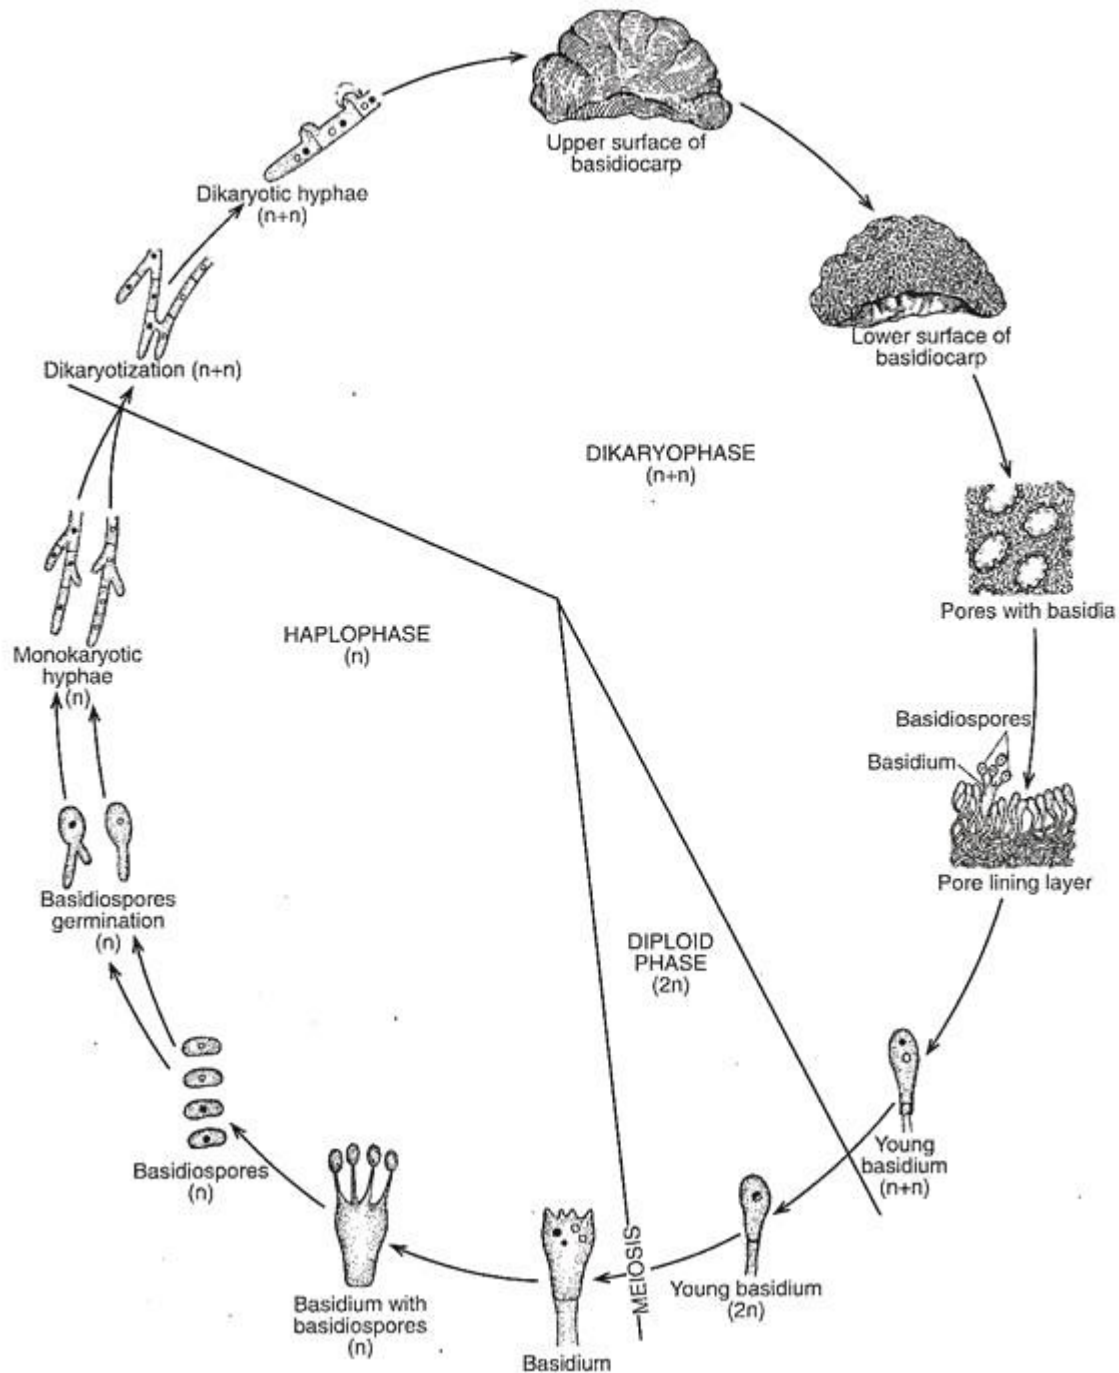 Upper surface of
basidiocarp
Dikaryotic hyphae
(n+n)
Lower surface of
basidiocarp
Dikaryotization (n+n)
DIKARYOPHASE
(n+n)
Pores with basidia
HAPLOPHASE
(n)
Monokaryotic
hyphae
(n)
Basidiospores
Basidium
Pore lining layer
Basidiospores
germination
(n)
DIPLOID
PHASE
(2n)
Young
basidium
(n+n)
Basidiospores
(n)
MEIOSIS
Young basidium
(2n)
Basidium with
basidiospores
(n)
Basidium